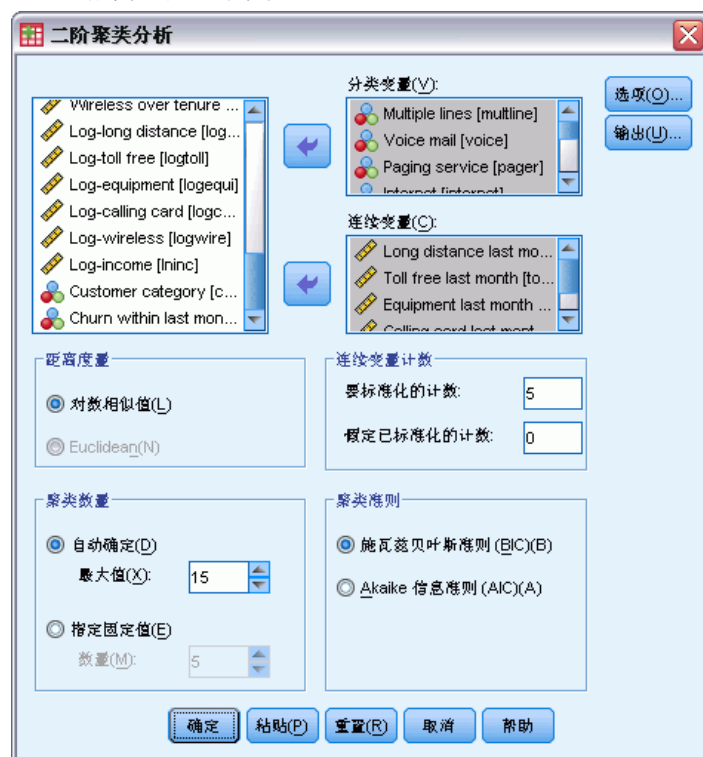 二阶聚类分析
Wireless over tenure ...
Log-long distance [log...
Log-toll free [logtoll]
Log-equipment [logequi]
Log-calling card [logc...
Log-wireless [logwire]
Log-income [lninc]
Customer category [c...
Churn within last mon...
分类变量(V):
Multiple lines [multline]
Voice mail [voice]
Paging service [pager]
Internet [internet]
连续变量(C):
Long distance last mo...
Toll free last month [to...
Equipment last month ...
Calling card last mont...
选项(O)...
输出(U)...
距离度量
对数相似值(L)
Euclidean(N)
连续变量计数
要标准化的计数: 5
假定已标准化的计数: 0
聚类数量
自动确定(D)
最大值(X): 15
指定固定值(E)
数量(M): 5
聚类准则
施瓦兹贝叶斯准则 (BIC)(B)
Akaike 信息准则 (AIC)(A)
确定 粘贴(P) 重置(R) 取消 帮助